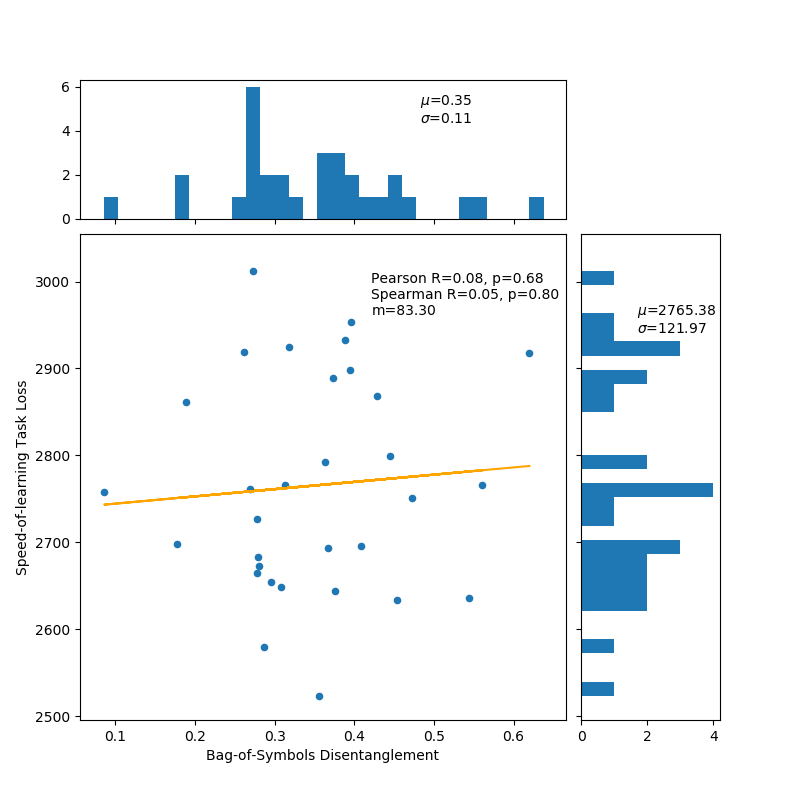 6
4
2
0
μ=0.35
σ=0.11
Pearson R=0.08, p=0.68
Spearman R=0.05, p=0.80
m=83.30
μ=2765.38
σ=121.97
3000
2900
2800
2700
2600
2500
Speed-of-learning Task Loss
0.1 0.2 0.3 0.4 0.5 0.6
Bag-of-Symbols Disentanglement
0 2 4